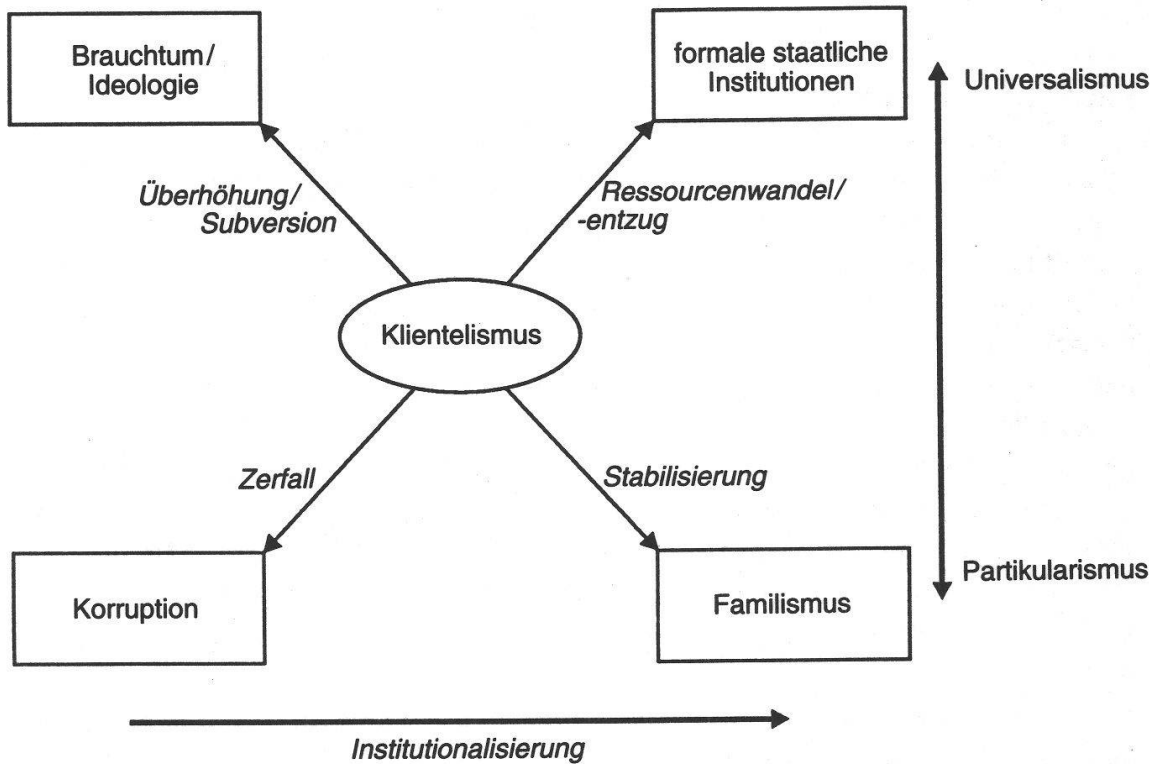 Brauchtum/
Ideologie
formale staatliche
Institutionen
Universalismus
Überhöhung/
Subversion
Ressourcenwandel/
-entzug
Klientelismus
Zerfall
Stabilisierung
Korruption
Familismus
Partikularismus
Institutionalisierung